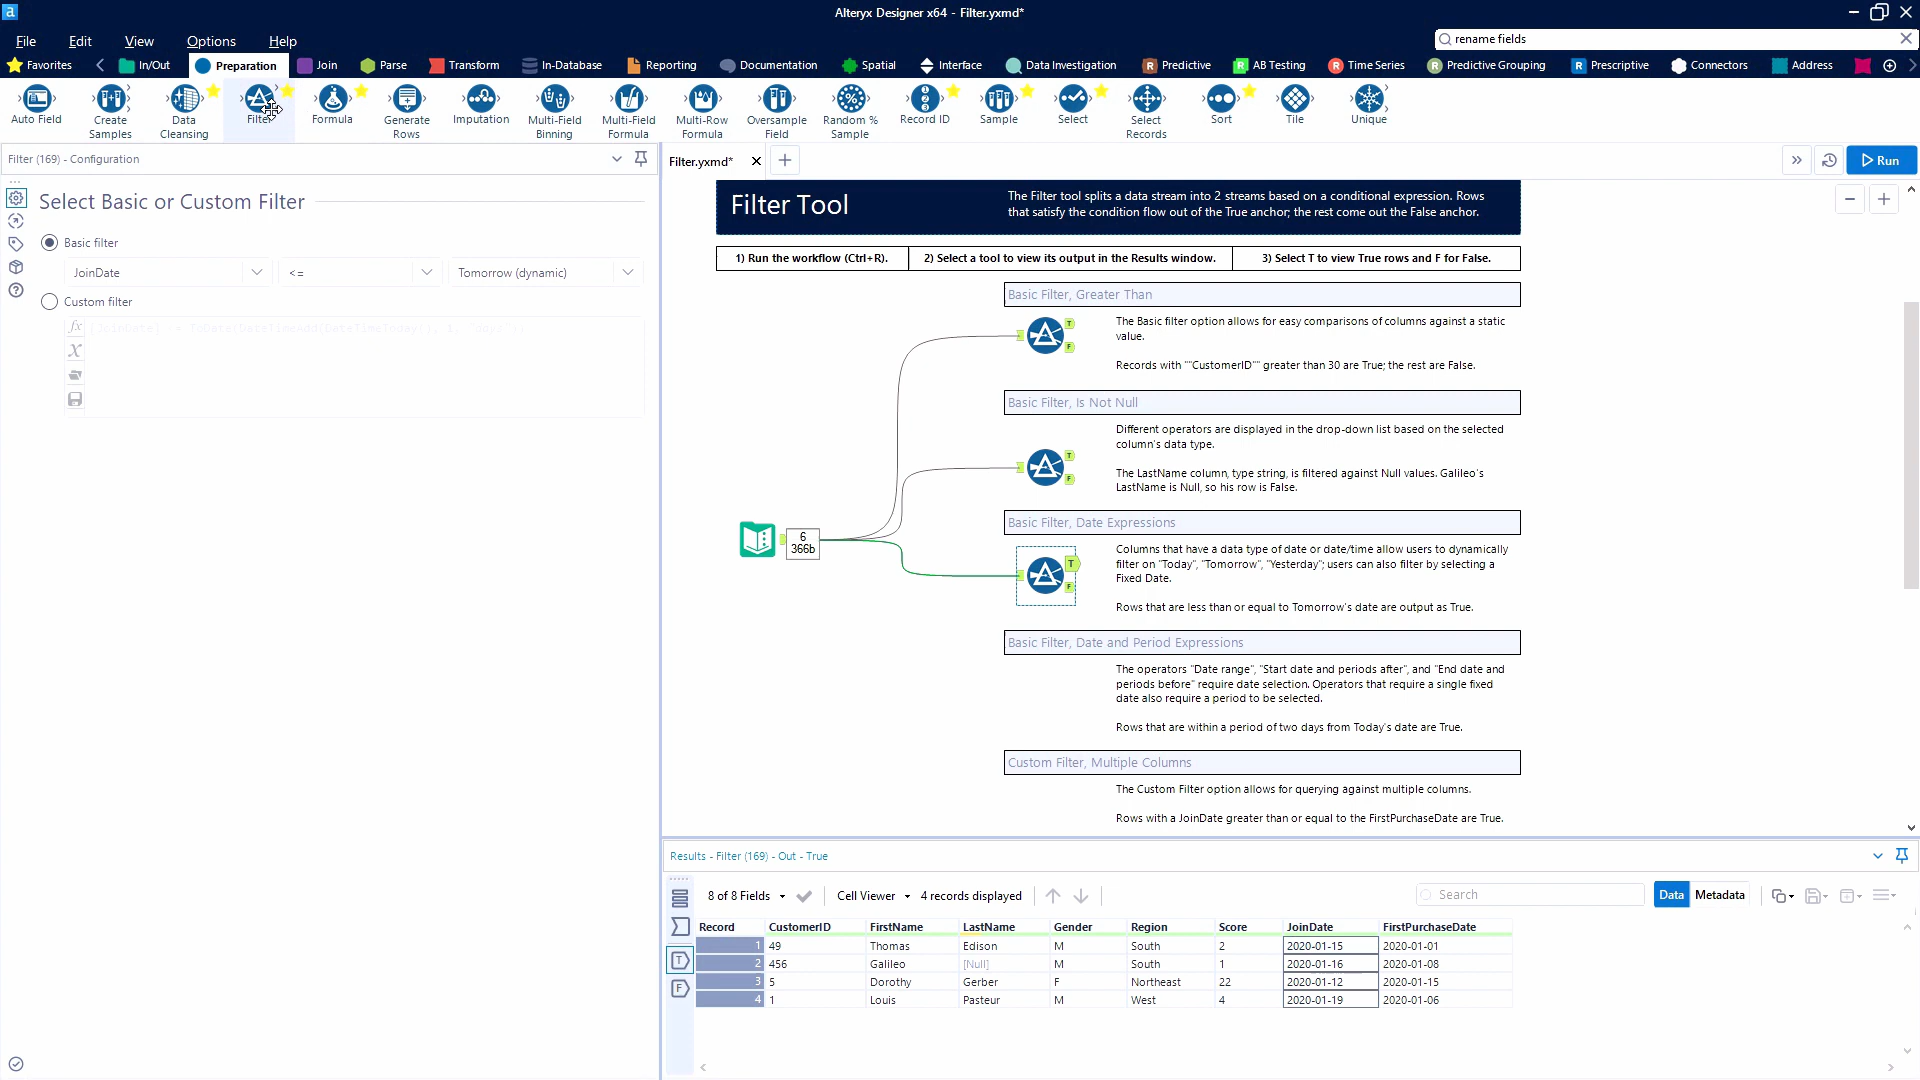 a
Alteryx Designer x64 - Filter.yxmd*
File Edit View Options Help
rename fields
Favorites In/Out Preparation Join Parse Transform In-Database Reporting Documentation Spatial Interface Data Investigation Predictive AB Testing Time Series Predictive Grouping Prescriptive Connectors Address
Auto Field
Create Samples
Data Cleansing
Filter
Formula
Generate Rows
Imputation
Multi-Field Binning
Multi-Field Formula
Multi-Row Formula
Oversample Field
Random % Sample
Record ID
Sample
Select
Select Records
Sort
Tile
Unique
Filter (169) - Configuration
Select Basic or Custom Filter
Basic filter
JoinDate <= Tomorrow (dynamic)
Custom filter
Filter.yxmd*
Run
Filter Tool
The Filter tool splits a data stream into 2 streams based on a conditional expression. Rows
that satisfy the condition flow out of the True anchor; the rest come out the False anchor.
1) Run the workflow (Ctrl+R). 2) Select a tool to view its output in the Results window. 3) Select T to view True rows and F for False.
Basic Filter, Greater Than
The Basic filter option allows for easy comparisons of columns against a static
value.
Records with ""CustomerID"" greater than 30 are True; the rest are False.
T
F
Basic Filter, Is Not Null
Different operators are displayed in the drop-down list based on the selected
column's data type.
The LastName column, type string, is filtered against Null values. Galileo's
LastName is Null, so his row is False.
T
F
6
366b
Basic Filter, Date Expressions
Columns that have a data type of date or date/time allow users to dynamically
filter on "Today", "Tomorrow", "Yesterday"; users can also filter by selecting a
Fixed Date.
Rows that are less than or equal to Tomorrow's date are output as True.
T
F
Basic Filter, Date and Period Expressions
The operators "Date range", "Start date and periods after", and "End date and
periods before" require date selection. Operators that require a single fixed
date also require a period to be selected.
Rows that are within a period of two days from Today's date are True.
Custom Filter, Multiple Columns
The Custom Filter option allows for querying against multiple columns.
Rows with a JoinDate greater than or equal to the FirstPurchaseDate are True.
Results - Filter (169) - Out - True
8 of 8 Fields Cell Viewer 4 records displayed Search Data Metadata
Record CustomerID FirstName LastName Gender Region Score JoinDate FirstPurchaseDate
1 49 Thomas Edison M South 2 2020-01-15 2020-01-01
2 456 Galileo [Null] M South 1 2020-01-16 2020-01-08
3 5 Dorothy Gerber F Northeast 22 2020-01-12 2020-01-15
4 1 Louis Pasteur M West 4 2020-01-19 2020-01-06
T
F